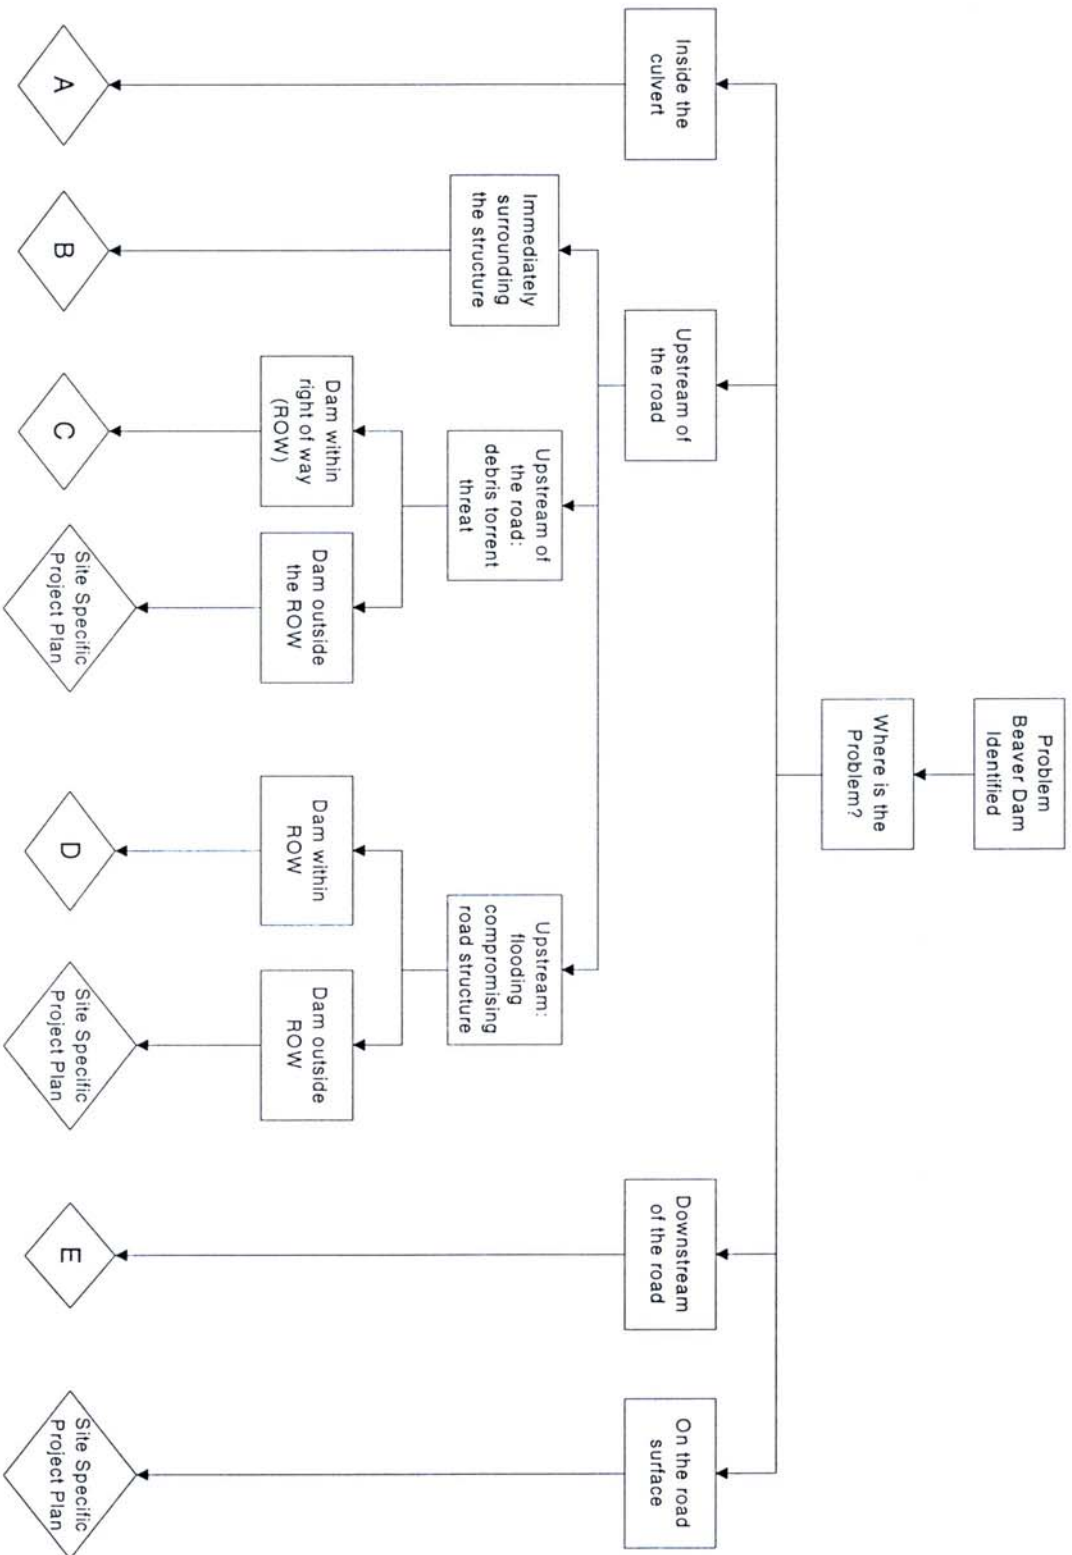 Problem
Beaver Dam
Identified
Where is the
Problem?
Inside the
culvert
Upstream of
the road
Downstream
of the road
On the road
surface
Immediately
surrounding
the structure
Upstream of
the road:
debris torrent
threat
Upstream:
flooding
compromising
road structure
Dam within
right of way
(ROW)
Dam outside
the ROW
Dam within
ROW
Dam outside
ROW
A
B
C
Site Specific
Project Plan
D
Site Specific
Project Plan
E
Site Specific
Project Plan